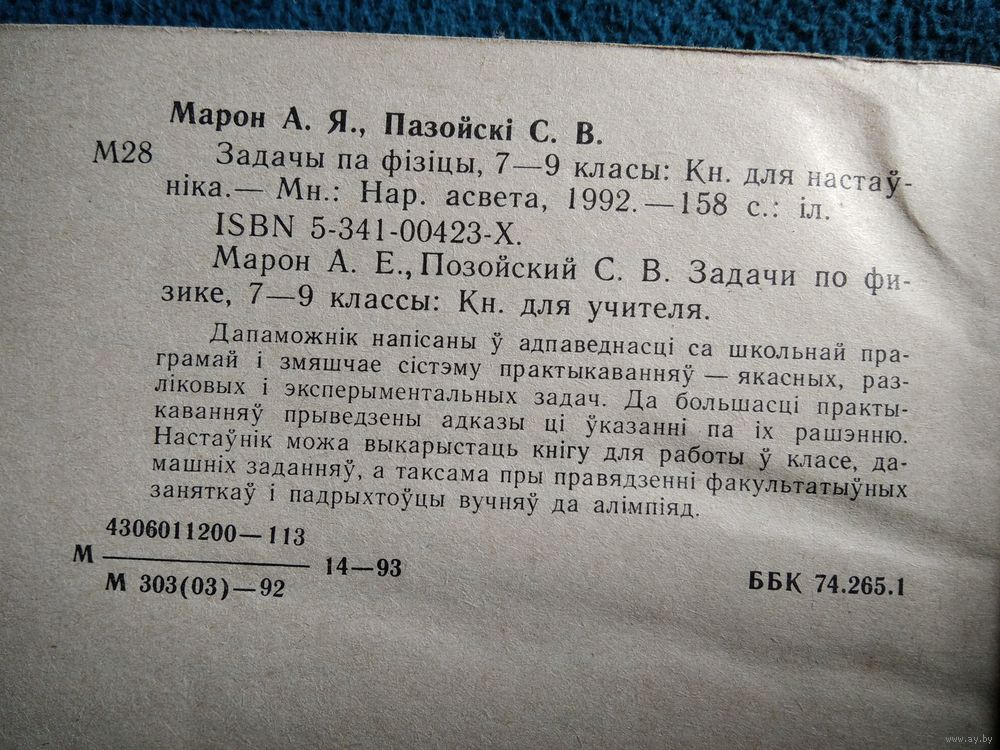 Марон А. Я., Пазойскі С. В.
М28 Задачы па фізіцы, 7—9 класы: Кн. для настаў-
ніка.— Мн.: Нар. асвета, 1992.—158 с.: іл.
ISBN 5-341-00423-X.
Марон А. Е., Позойский С. В. Задачи по фи-
зике, 7—9 классы: Кн. для учителя.
Дапаможнік напісаны ў адпаведнасці са школьнай пра-
грамай і змяшчае сістэму практыкаванняў — якасных, раз-
ліковых і эксперыментальных задач. Да большасці практы-
каванняў прыведзены адказы ці ўказанні па іх рашэнню.
Настаўнік можа выкарыстаць кнігу для работы ў класе, да-
машніх заданняў, а таксама пры правядзенні факультатыўных
заняткаў і падрыхтоўцы вучняў да алімпіяд.
4306011200—113
М 14—93
М 303(03)—92
ББК 74.265.1
www.ay.by